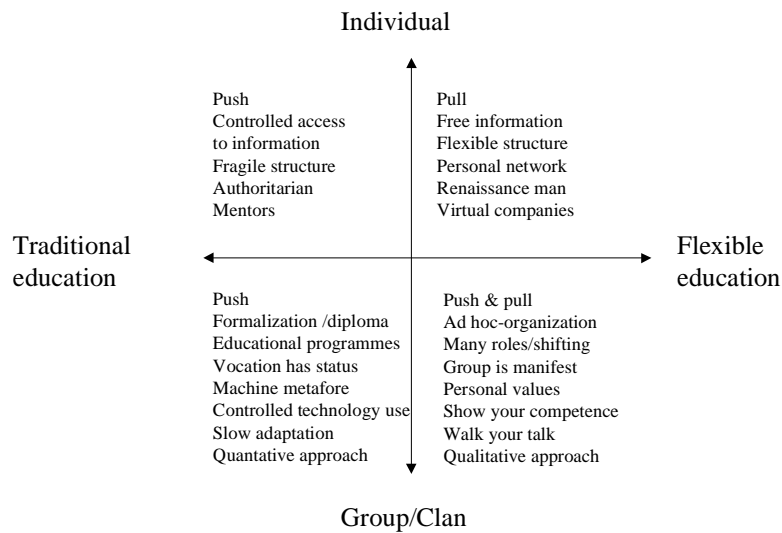 Individual
Push
Controlled access
to information
Fragile structure
Authoritarian
Mentors
Pull
Free information
Flexible structure
Personal network
Renaissance man
Virtual companies
Traditional
education
Flexible
education
Push
Formalization /diploma
Educational programmes
Vocation has status
Machine metafore
Controlled technology use
Slow adaptation
Quantative approach
Push & pull
Ad hoc-organization
Many roles/shifting
Group is manifest
Personal values
Show your competence
Walk your talk
Qualitative approach
Group/Clan